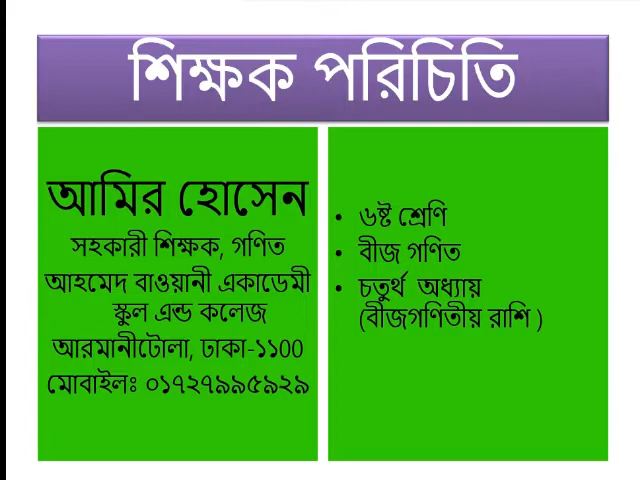 শিক্ষক পরিচিতি
আমির হোসেন
সহকারী শিক্ষক, গণিত
আহমেদ বাওয়ানী একাডেমী
স্কুল এন্ড কলেজ
আরমানীটোলা, ঢাকা-১১00
মোবাইলঃ ০১৭২৭৯৯৫৯২৯
• ৬ষ্ট শ্রেণি
• বীজ গণিত
• চতুর্থ অধ্যায়
(বীজগণিতীয় রাশি )